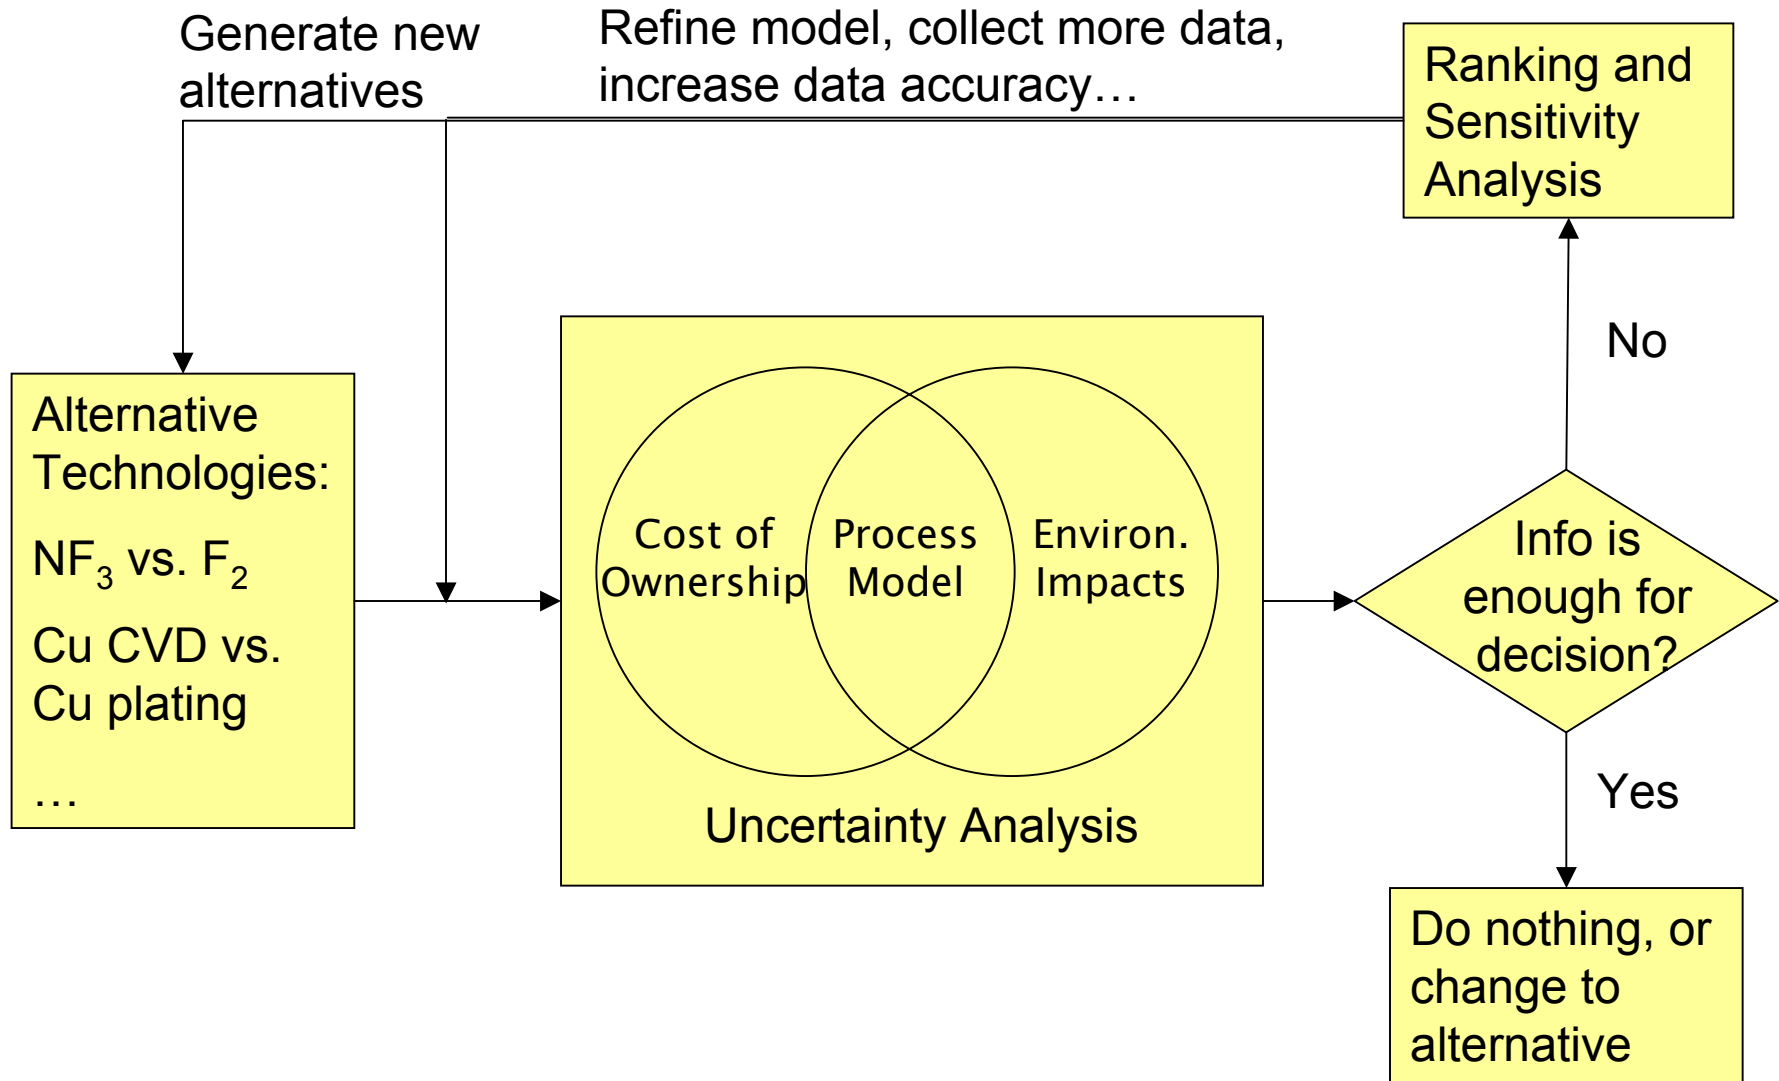 Generate new
alternatives
Refine model, collect more data,
increase data accuracy…
Ranking and
Sensitivity
Analysis
No
Alternative
Technologies:
NF₃ vs. F₂
Cu CVD vs.
Cu plating
…
Cost of
Ownership
Process
Model
Environ.
Impacts
Uncertainty Analysis
Info is
enough for
decision?
Yes
Do nothing, or
change to
alternative